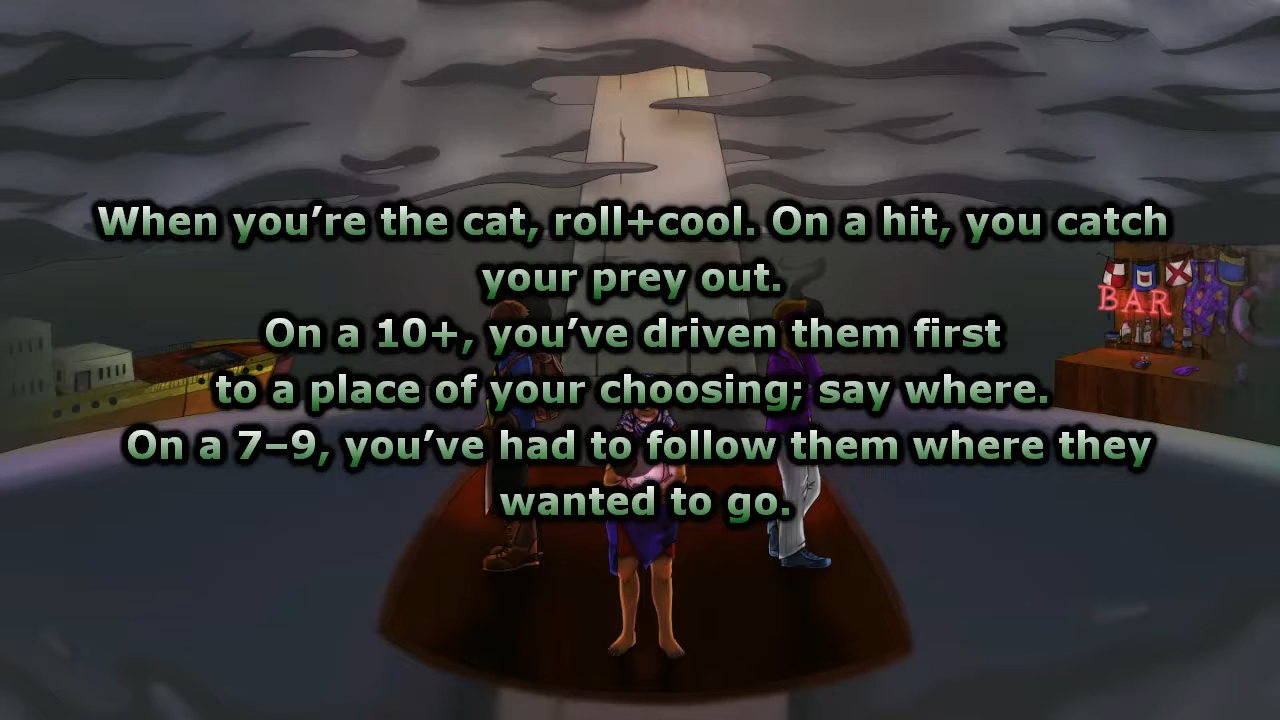 When you’re the cat, roll+cool. On a hit, you catch
your prey out.
On a 10+, you’ve driven them first
to a place of your choosing; say where.
On a 7–9, you’ve had to follow them where they
wanted to go.
BAR